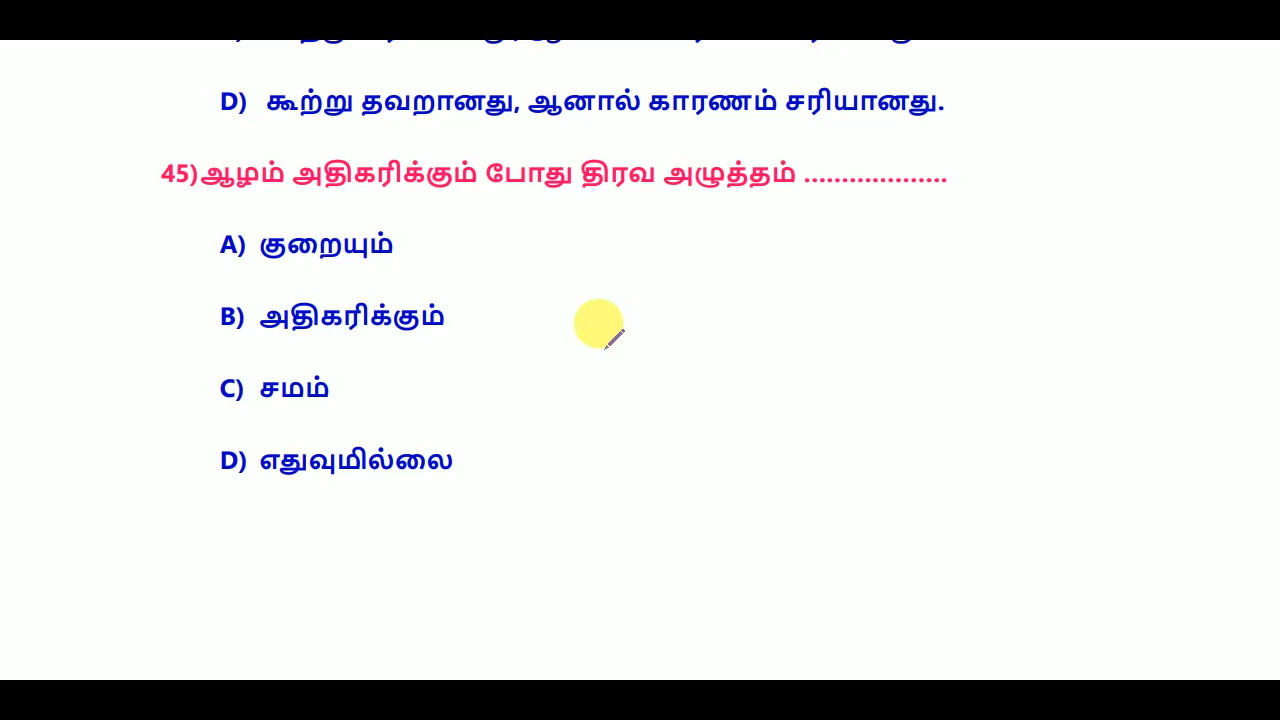 D) கூற்று தவறானது, ஆனால் காரணம் சரியானது.
45)ஆழம் அதிகரிக்கும் போது திரவ அழுத்தம் ...................
A) குறையும்
B) அதிகரிக்கும்
C) சமம்
D) எதுவுமில்லை